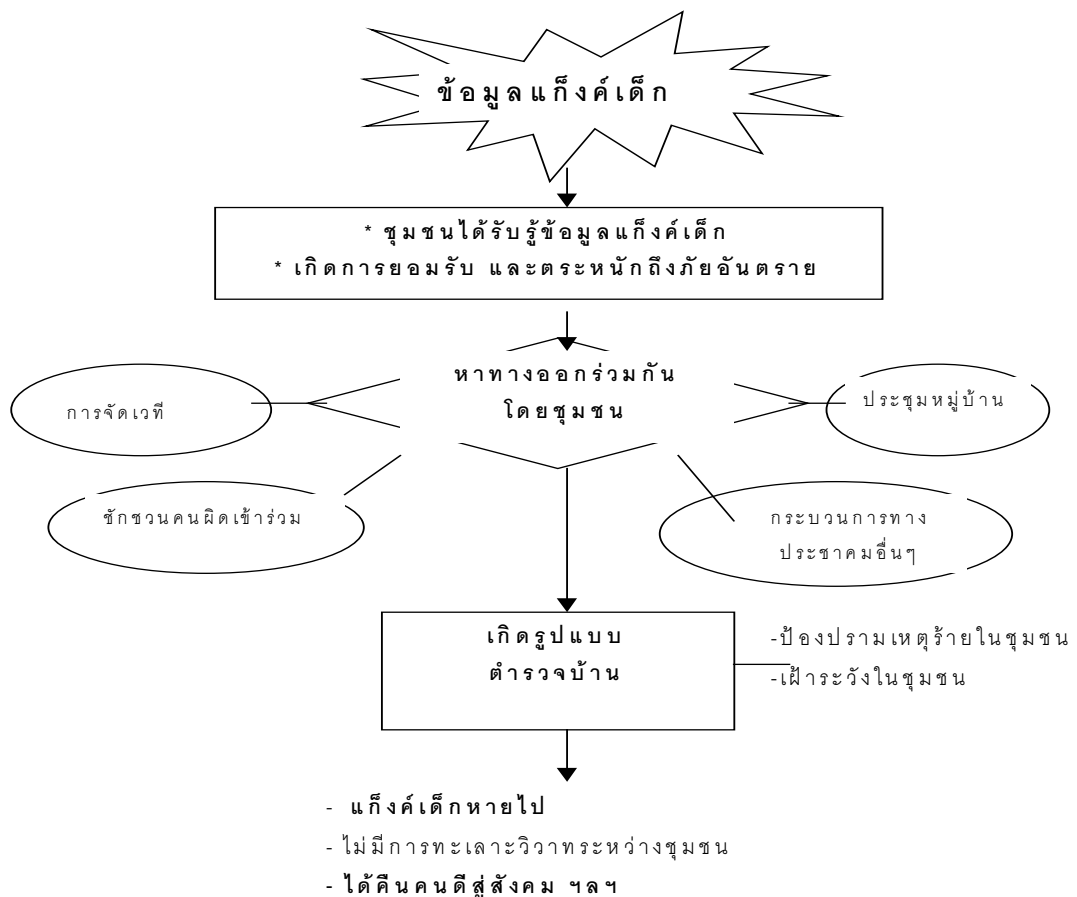 ข้อมูลแก็งค์เด็ก
* ชุมชนได้รับรู้ข้อมูลแก็งค์เด็ก
* เกิดการยอมรับ และตระหนักถึงภัยอันตราย
หาทางออกร่วมกัน
โดยชุมชน
การจัดเวที
ประชุมหมู่บ้าน
ชักชวนคนผิดเข้าร่วม
กระบวนการทาง
ประชาคมอื่นๆ
เกิดรูปแบบ
ตำรวจบ้าน
-ป้องปรามเหตุร้ายในชุมชน
-เฝ้าระวังในชุมชน
- แก็งค์เด็กหายไป
- ไม่มีการทะเลาะวิวาทระหว่างชุมชน
- ได้คืนคนดีสู่สังคม ฯลฯ